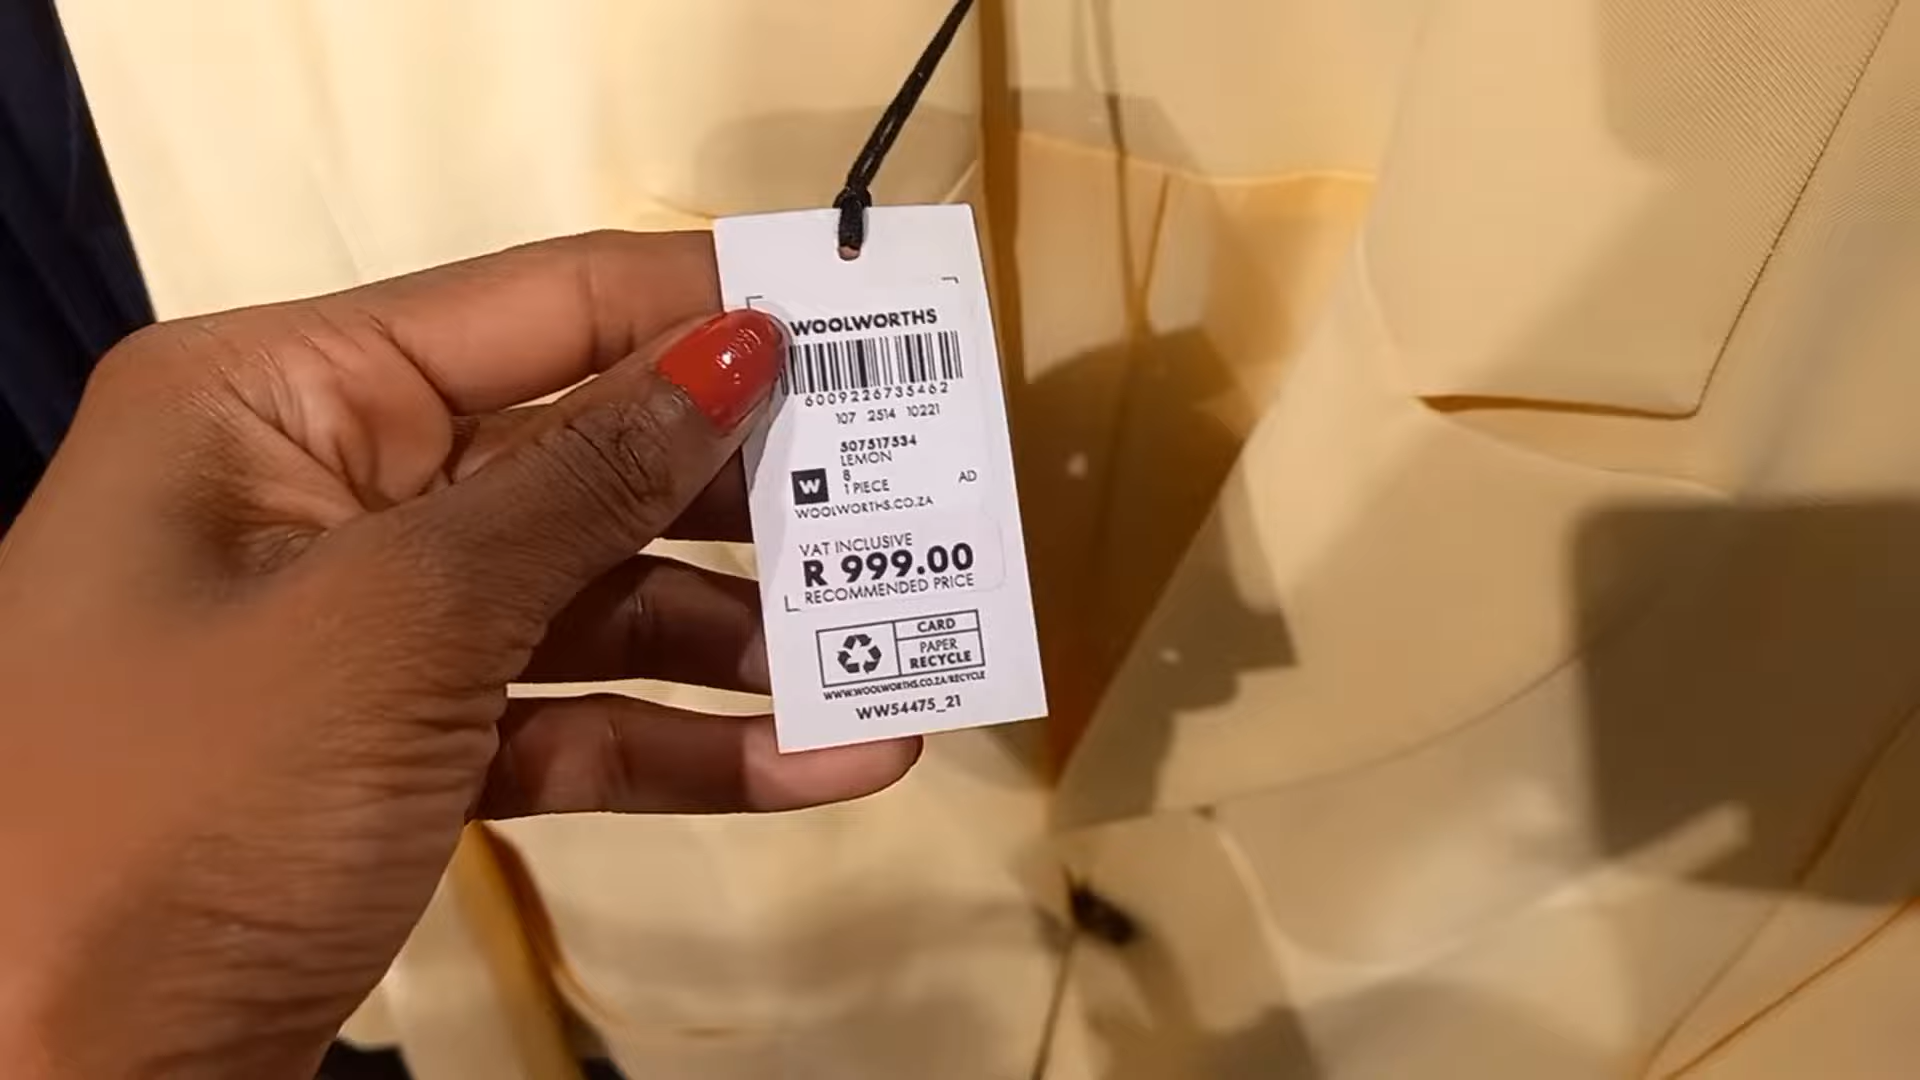 WOOLWORTHS
6009226735462
107 2514 10221
507517534
LEMON
8
1 PIECE
AD
W
WOOLWORTHS.CO.ZA
VAT INCLUSIVE
R 999.00
RECOMMENDED PRICE
CARD
PAPER
RECYCLE
WWW.WOOLWORTHS.CO.ZA/RECYCLE
WW54475_21